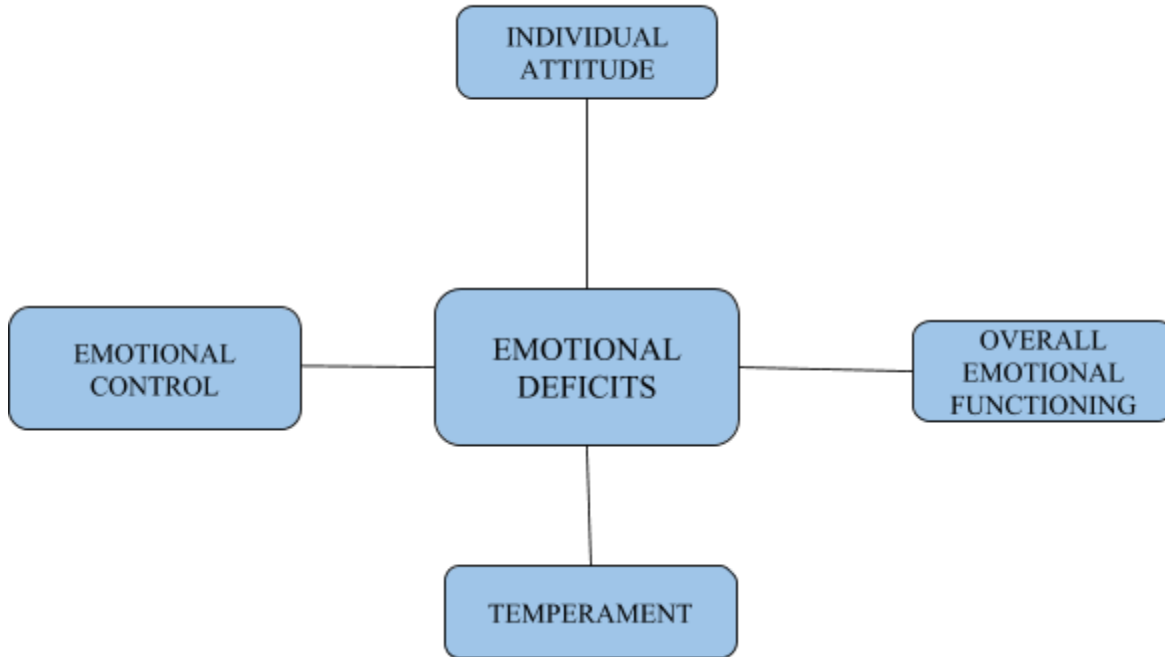 INDIVIDUAL
ATTITUDE
EMOTIONAL
CONTROL
EMOTIONAL
DEFICITS
OVERALL
EMOTIONAL
FUNCTIONING
TEMPERAMENT